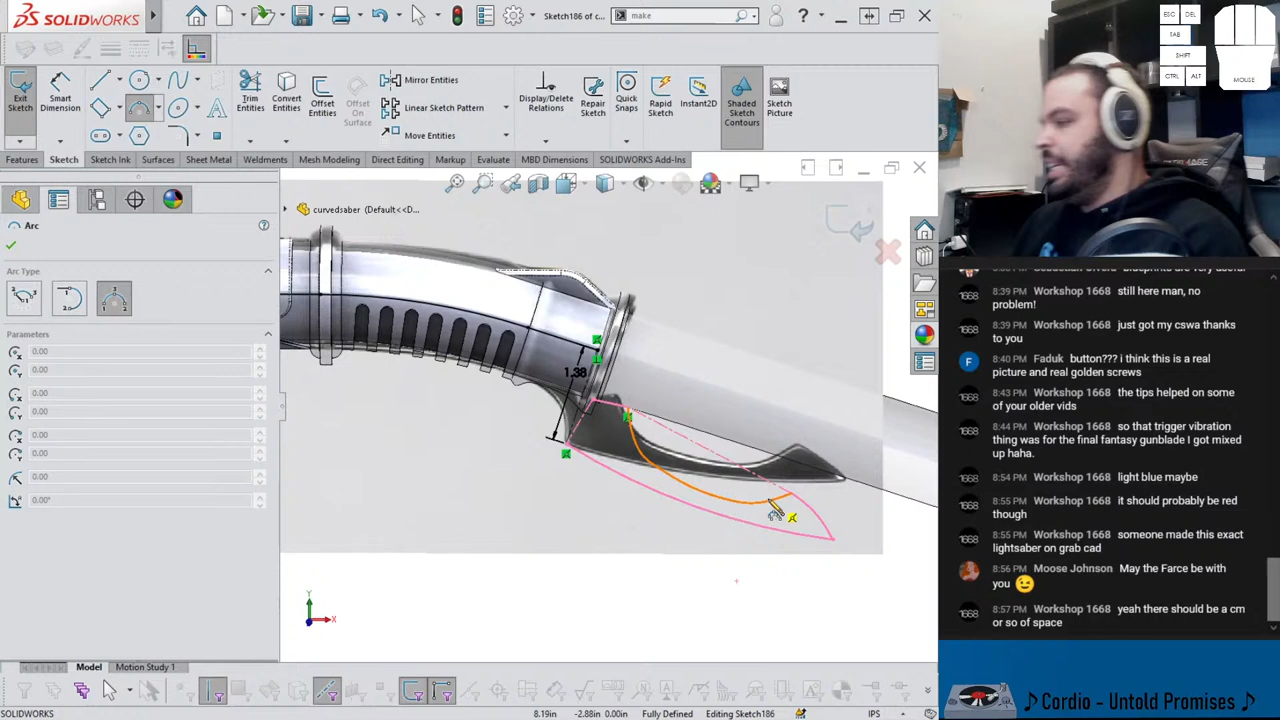 SOLIDWORKS
Sketch186 of c...
make
Exit
Sketch
Smart
Dimension
Trim
Entities
Convert
Entities
Offset
Entities
Offset
On
Surface
Mirror Entities
Linear Sketch Pattern
Move Entities
Display/Delete
Relations
Repair
Sketch
Quick
Snaps
Rapid
Sketch
Instant2D
Shaded
Sketch
Contours
Sketch
Picture
Features
Sketch
Sketch Ink
Surfaces
Sheet Metal
Weldments
Mesh Modeling
Direct Editing
Markup
Evaluate
MBD Dimensions
SOLIDWORKS Add-Ins
curvedsaber (Default<<D...
Arc
Arc Type
Parameters
0.00
0.00
0.00
0.00
0.00
0.00
0.00
0.00°
1.38
Y
X
Model
Motion Study 1
SOLIDWORKS
8.19in
-2.88in
0.00in
Fully Defined
Editing Sketch186
IPS
ESC
DEL
TAB
SHIFT
CTRL
ALT
MOUSE
8:39 PM Workshop 1668 still here man, no
problem!
8:39 PM Workshop 1668 just got my cswa thanks
to you
8:40 PM Faduk button??? i think this is a real
picture and real golden screws
8:43 PM Workshop 1668 the tips helped on some
of your older vids
8:44 PM Workshop 1668 so that trigger vibration
thing was for the final fantasy gunblade I got mixed
up haha.
8:54 PM Workshop 1668 light blue maybe
8:55 PM Workshop 1668 it should probably be red
though
8:55 PM Workshop 1668 someone made this exact
lightsaber on grab cad
8:56 PM Moose Johnson May the Farce be with
you 😉
8:57 PM Workshop 1668 yeah there should be a cm
or so of space
♪ Cordio - Untold Promises ♪